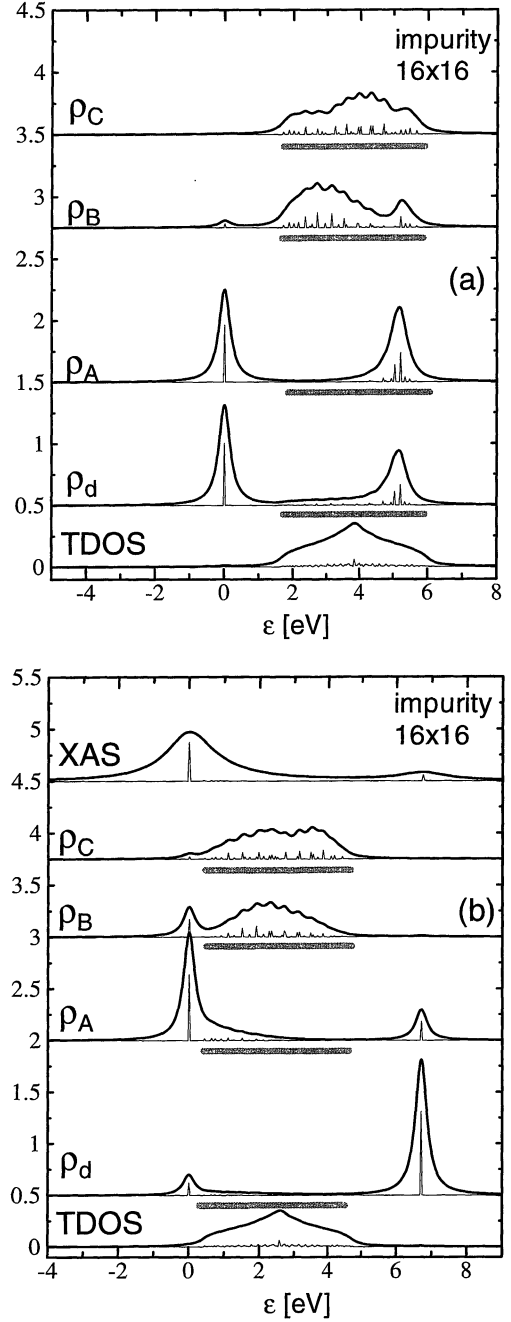 4.5
impurity
16x16
4
ρC
3.5
3
ρB
2.5
(a)
2
ρA
1.5
1
ρd
0.5
TDOS
0
-4 -2 0 2 4 6 8
ε [eV]
5.5
impurity
16x16
5
XAS
4.5
ρC
4
3.5
ρB
(b)
3
2.5
ρA
2
1.5
1
ρd
0.5
TDOS
0
-4 -2 0 2 4 6 8
ε [eV]